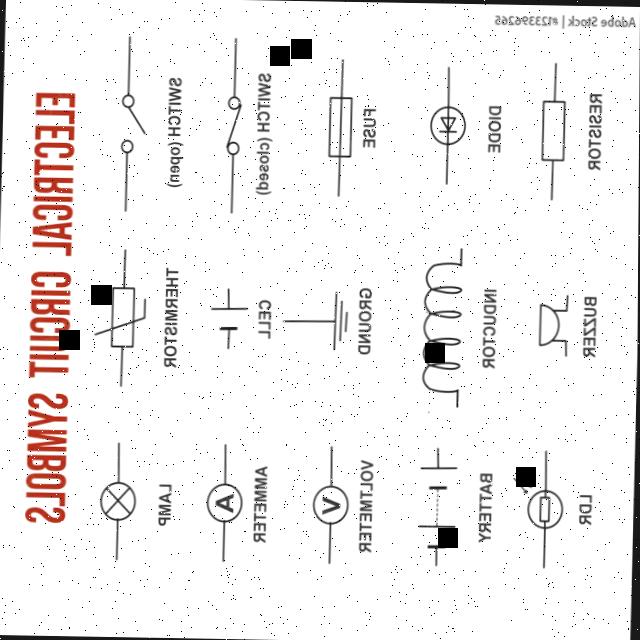 ELECTRICAL CIRCUIT SYMBOLS
SWITCH (open)
THERMISTOR
LAMP
SWITCH (closed)
CELL
A
AMMETER
FUSE
GROUND
V
VOLTMETER
DIODE
INDUCTOR
BATTERY
RESISTOR
BUZZER
LDR
Adobe Stock | #123396265